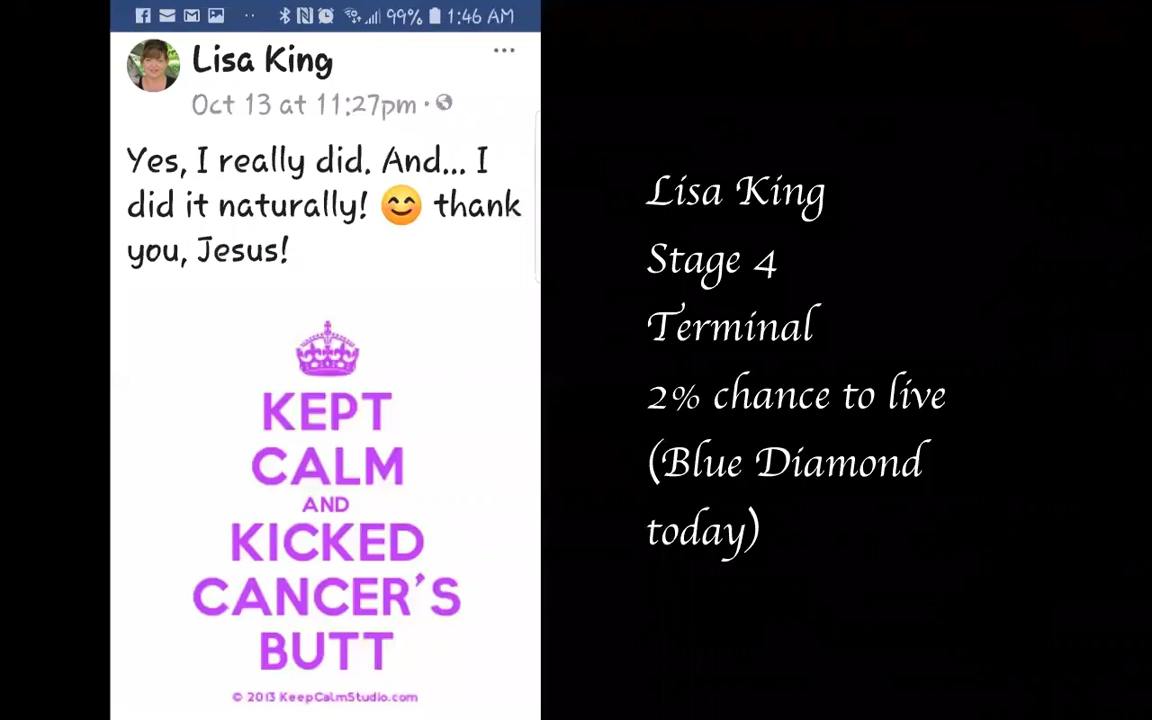 99% 1:46 AM
Lisa King
Oct 13 at 11:27pm ·
Yes, I really did. And... I
did it naturally! 😊 thank
you, Jesus!
KEPT
CALM
AND
KICKED
CANCER'S
BUTT
© 2013 KeepCalmStudio.com
Lisa King
Stage 4
Terminal
2% chance to live
(Blue Diamond
today)